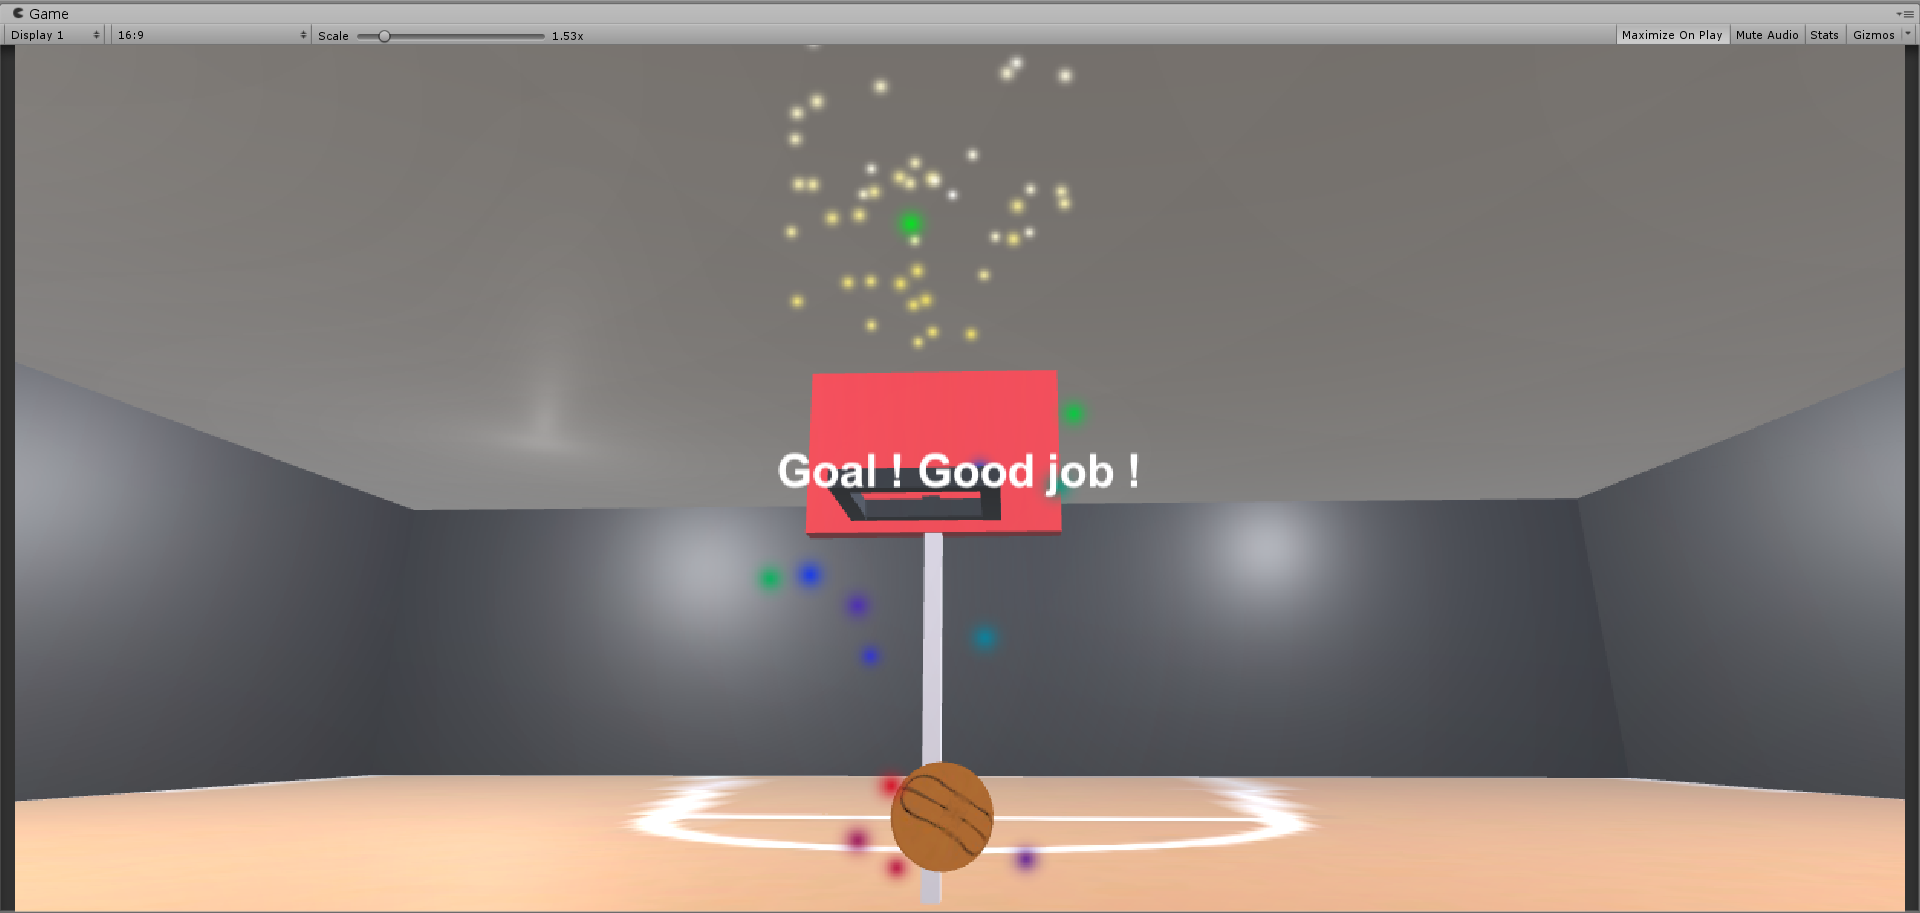 Game
Display 1 16:9 Scale 1.53x Maximize On Play Mute Audio Stats Gizmos
Goal ! Good job !